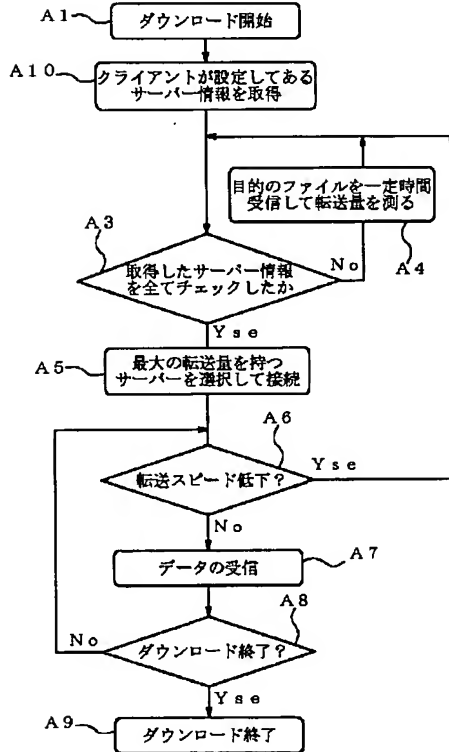 A1
ダウンロード開始
A10
クライアントが設定してある
サーバー情報を取得
目的のファイルを一定時間
受信して転送量を測る
A4
A3
取得したサーバー情報
を全てチェックしたか
No
Yse
A5
最大の転送量を持つ
サーバーを選択して接続
A6
転送スピード低下?
Yse
No
データの受信
A7
A8
ダウンロード終了?
No
Yse
A9
ダウンロード終了